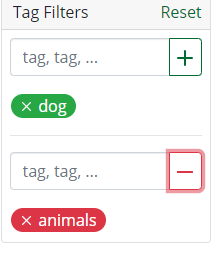 Tag Filters Reset
tag, tag, ...
× dog
tag, tag, ...
× animals